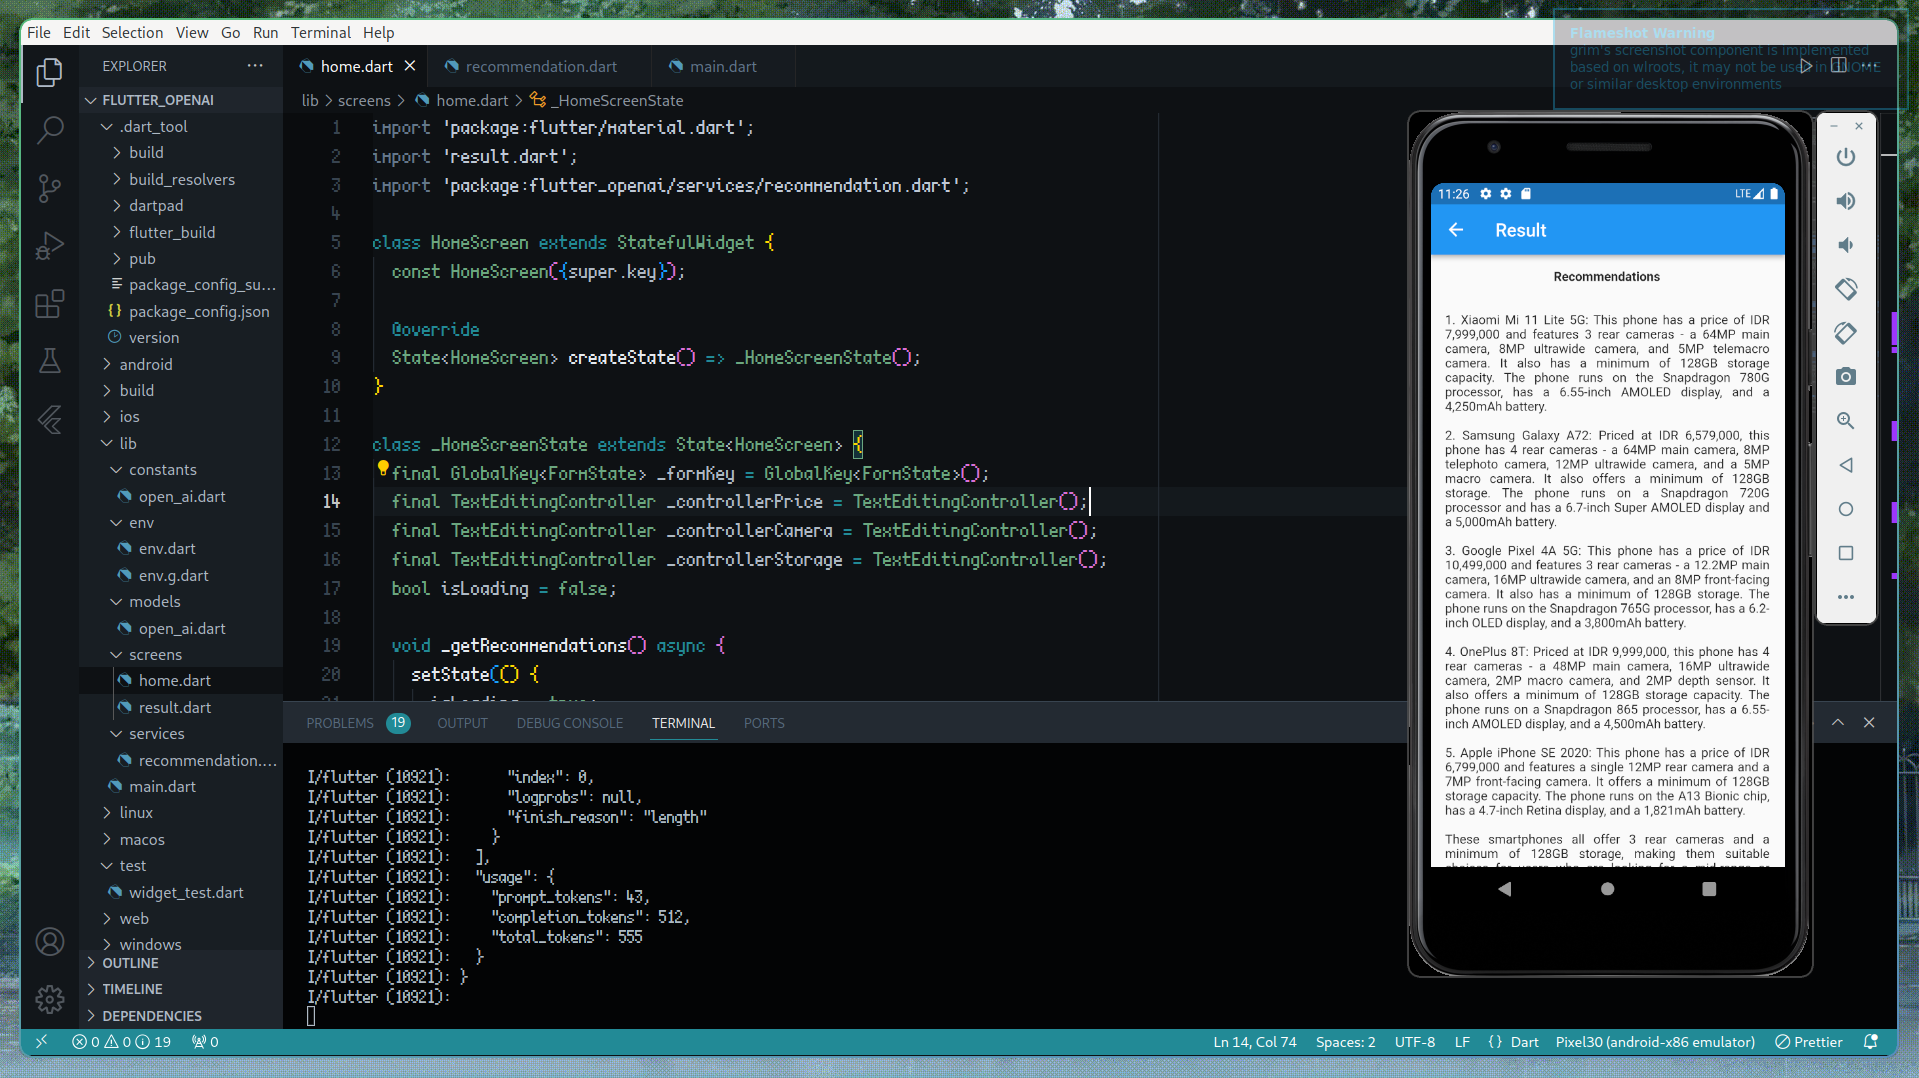 File Edit Selection View Go Run Terminal Help
Flameshot Warning
grim's screenshot component is implemented
based on wlroots, it may not be used in GNOME
or similar desktop environments
EXPLORER
FLUTTER_OPENAI
.dart_tool
build
build_resolvers
dartpad
flutter_build
pub
package_config_su...
package_config.json
version
android
build
ios
lib
constants
open_ai.dart
env
env.dart
env.g.dart
models
open_ai.dart
screens
home.dart
result.dart
services
recommendation....
main.dart
linux
macos
test
widget_test.dart
web
windows
OUTLINE
TIMELINE
DEPENDENCIES
home.dart recommendation.dart main.dart
lib > screens > home.dart > _HomeScreenState
1 import 'package:flutter/material.dart';
2 import 'result.dart';
3 import 'package:flutter_openai/services/recommendation.dart';
4
5 class HomeScreen extends StatefulWidget {
6 const HomeScreen({super.key});
7
8 @override
9 State<HomeScreen> createState() => _HomeScreenState();
10 }
11
12 class _HomeScreenState extends State<HomeScreen> {
13 final GlobalKey<FormState> _formKey = GlobalKey<FormState>();
14 final TextEditingController _controllerPrice = TextEditingController();
15 final TextEditingController _controllerCamera = TextEditingController();
16 final TextEditingController _controllerStorage = TextEditingController();
17 bool isLoading = false;
18
19 void _getRecommendations() async {
20 setState(() {
PROBLEMS 19 OUTPUT DEBUG CONSOLE TERMINAL PORTS
I/flutter (10921): "index": 0,
I/flutter (10921): "logprobs": null,
I/flutter (10921): "finish_reason": "length"
I/flutter (10921): }
I/flutter (10921): ],
I/flutter (10921): "usage": {
I/flutter (10921): "prompt_tokens": 43,
I/flutter (10921): "completion_tokens": 512,
I/flutter (10921): "total_tokens": 555
I/flutter (10921): }
I/flutter (10921): }
I/flutter (10921):
11:26 LTE
Result
Recommendations
1. Xiaomi Mi 11 Lite 5G: This phone has a price of IDR
7,999,000 and features 3 rear cameras - a 64MP main
camera, 8MP ultrawide camera, and 5MP telemacro
camera. It also has a minimum of 128GB storage
capacity. The phone runs on the Snapdragon 780G
processor, has a 6.55-inch AMOLED display, and a
4,250mAh battery.
2. Samsung Galaxy A72: Priced at IDR 6,579,000, this
phone has 4 rear cameras - a 64MP main camera, 8MP
telephoto camera, 12MP ultrawide camera, and a 5MP
macro camera. It also offers a minimum of 128GB
storage. The phone runs on a Snapdragon 720G
processor and has a 6.7-inch Super AMOLED display and
a 5,000mAh battery.
3. Google Pixel 4A 5G: This phone has a price of IDR
10,499,000 and features 3 rear cameras - a 12.2MP main
camera, 16MP ultrawide camera, and an 8MP front-facing
camera. It also has a minimum of 128GB storage. The
phone runs on the Snapdragon 765G processor, has a 6.2-
inch OLED display, and a 3,800mAh battery.
4. OnePlus 8T: Priced at IDR 9,999,000, this phone has 4
rear cameras - a 48MP main camera, 16MP ultrawide
camera, 2MP macro camera, and 2MP depth sensor. It
also offers a minimum of 128GB storage capacity. The
phone runs on a Snapdragon 865 processor, has a 6.55-
inch AMOLED display, and a 4,500mAh battery.
5. Apple iPhone SE 2020: This phone has a price of IDR
6,799,000 and features a single 12MP rear camera and a
7MP front-facing camera. It offers a minimum of 128GB
storage capacity. The phone runs on the A13 Bionic chip,
has a 4.7-inch Retina display, and a 1,821mAh battery.
These smartphones all offer 3 rear cameras and a
minimum of 128GB storage, making them suitable
0 0 19 0 Ln 14, Col 74 Spaces: 2 UTF-8 LF {} Dart Pixel30 (android-x86 emulator) Prettier